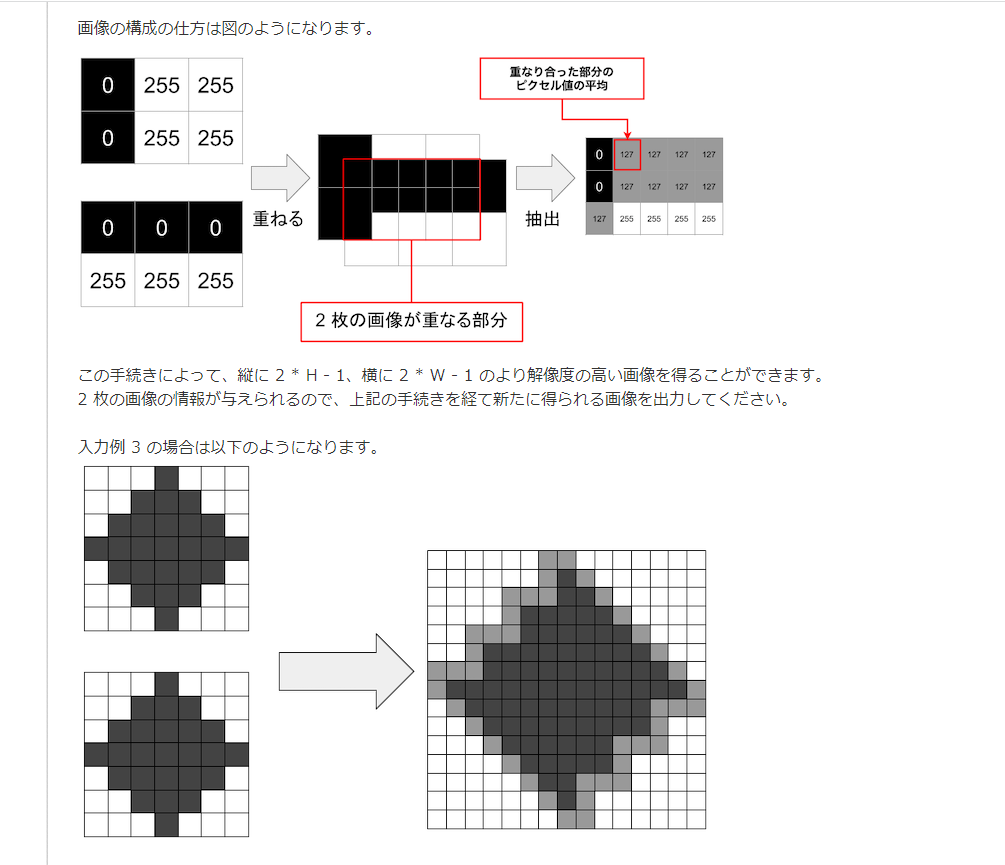 画像の構成の仕方は図のようになります。
0 255 255
0 255 255
0 0 0
255 255 255
重ねる
2 枚の画像が重なる部分
抽出
重なり合った部分の
ピクセル値の平均
0 127 127 127 127
0 127 127 127 127
127 255 255 255 255
この手続きによって、縦に 2 * H - 1、横に 2 * W - 1 のより解像度の高い画像を得ることができます。
2 枚の画像の情報が与えられるので、上記の手続きを経て新たに得られる画像を出力してください。
入力例 3 の場合は以下のようになります。